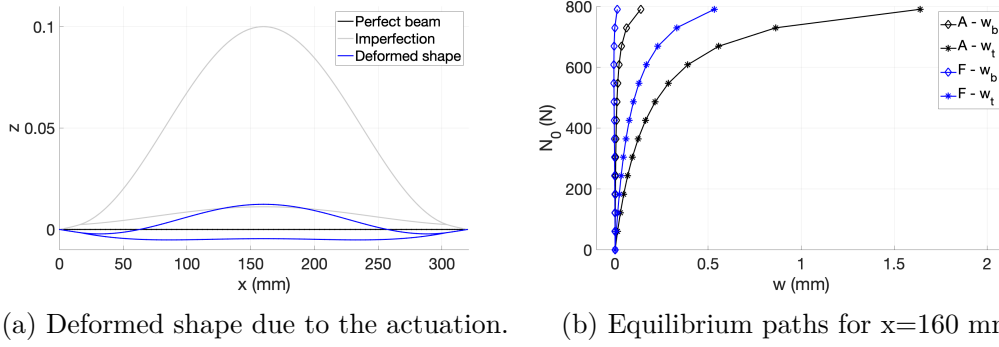 0.1
0.05
0
z
0 50 100 150 200 250 300
x (mm)
Perfect beam
Imperfection
Deformed shape
(a) Deformed shape due to the actuation.
800
600
400
200
0
N0 (N)
0 0.5 1 1.5 2
w (mm)
A - wb
A - wt
F - wb
F - wt
(b) Equilibrium paths for x=160 mm